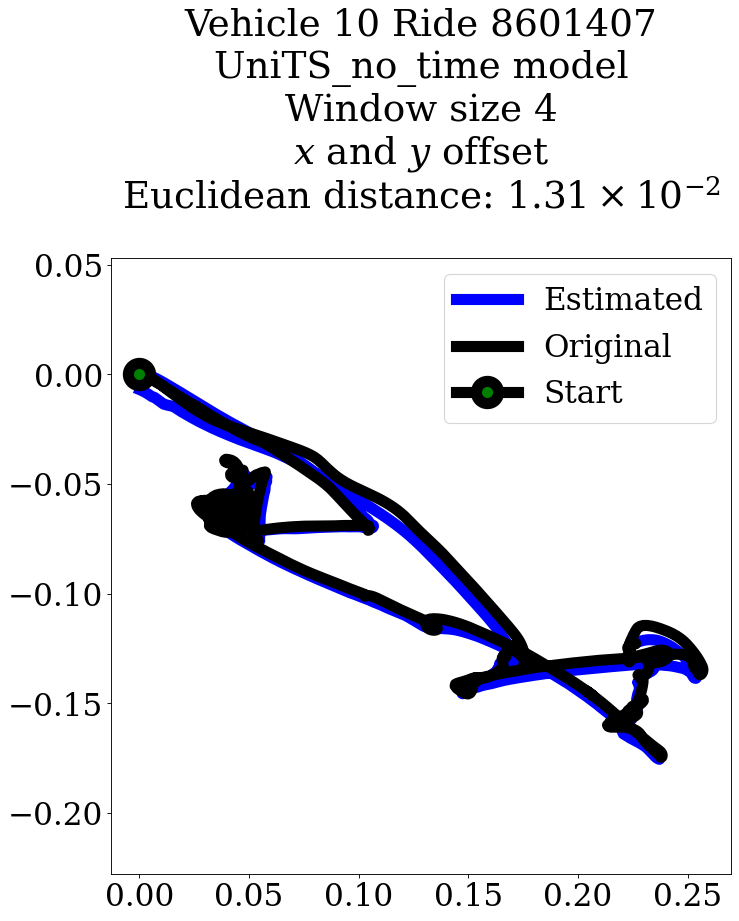 Vehicle 10 Ride 8601407
UniTS_no_time model
Window size 4
x and y offset
Euclidean distance: 1.31 × 10⁻²
Estimated
Original
Start
0.05
0.00
−0.05
−0.10
−0.15
−0.20
0.00 0.05 0.10 0.15 0.20 0.25